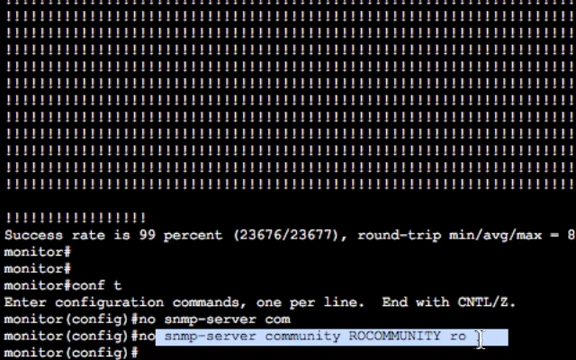 !!!!!!!!!!!!!!!!!
Success rate is 99 percent (23676/23677), round-trip min/avg/max = 8
monitor#
monitor#
monitor#conf t
Enter configuration commands, one per line. End with CNTL/Z.
monitor(config)#no snmp-server com
monitor(config)#no snmp-server community ROCOMMUNITY ro
monitor(config)#